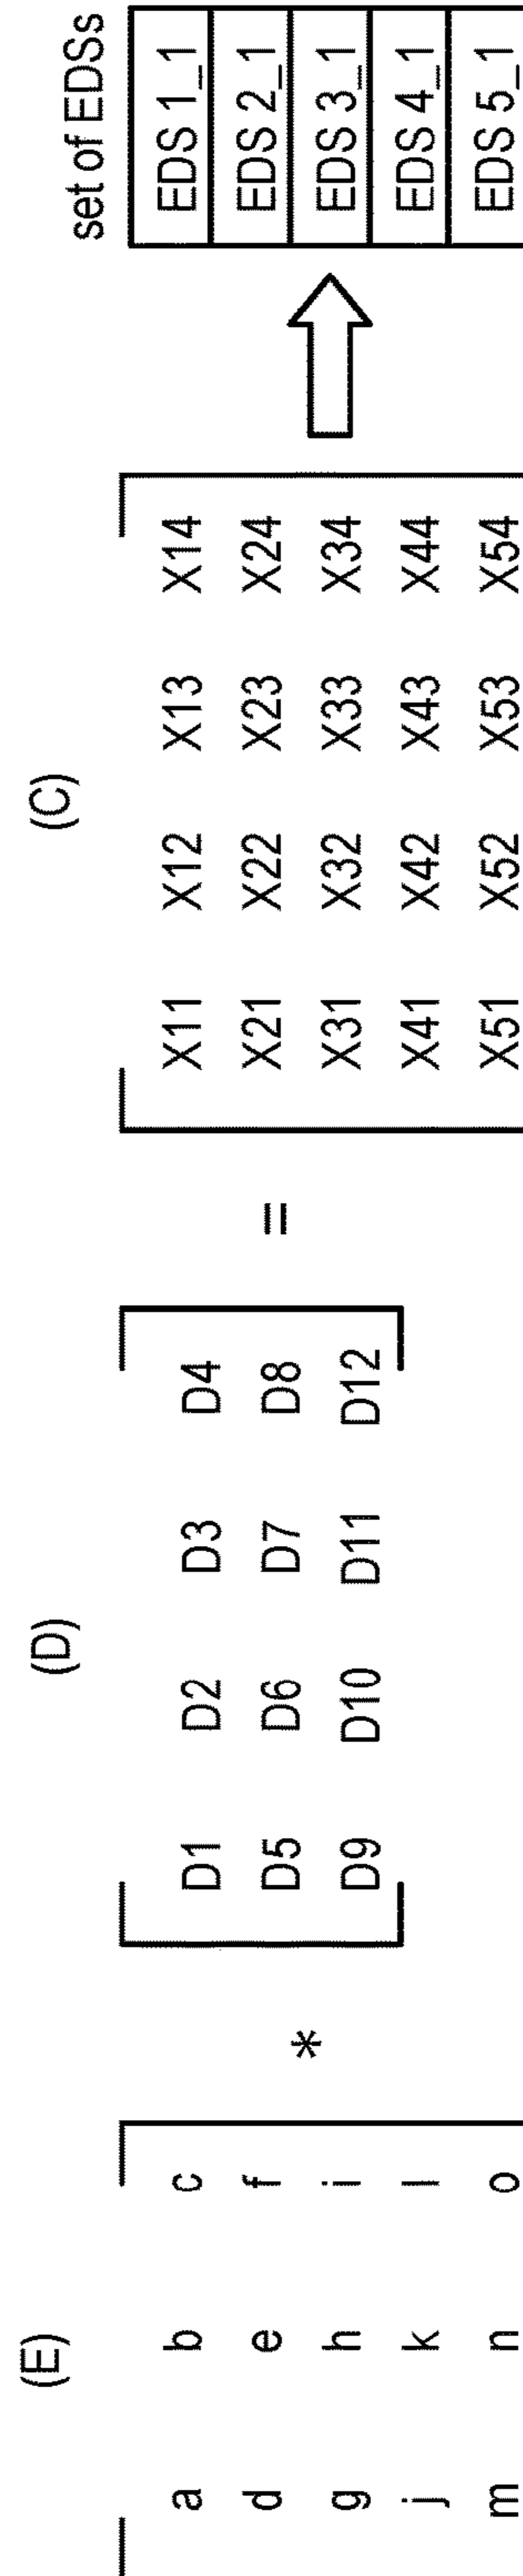 (E)
a b c
d e f
g h i
j k l
m n o
*
(D)
D1 D2 D3 D4
D5 D6 D7 D8
D9 D10 D11 D12
=
(C)
X11 X12 X13 X14
X21 X22 X23 X24
X31 X32 X33 X34
X41 X42 X43 X44
X51 X52 X53 X54
set of EDSs
EDS 1_1
EDS 2_1
EDS 3_1
EDS 4_1
EDS 5_1